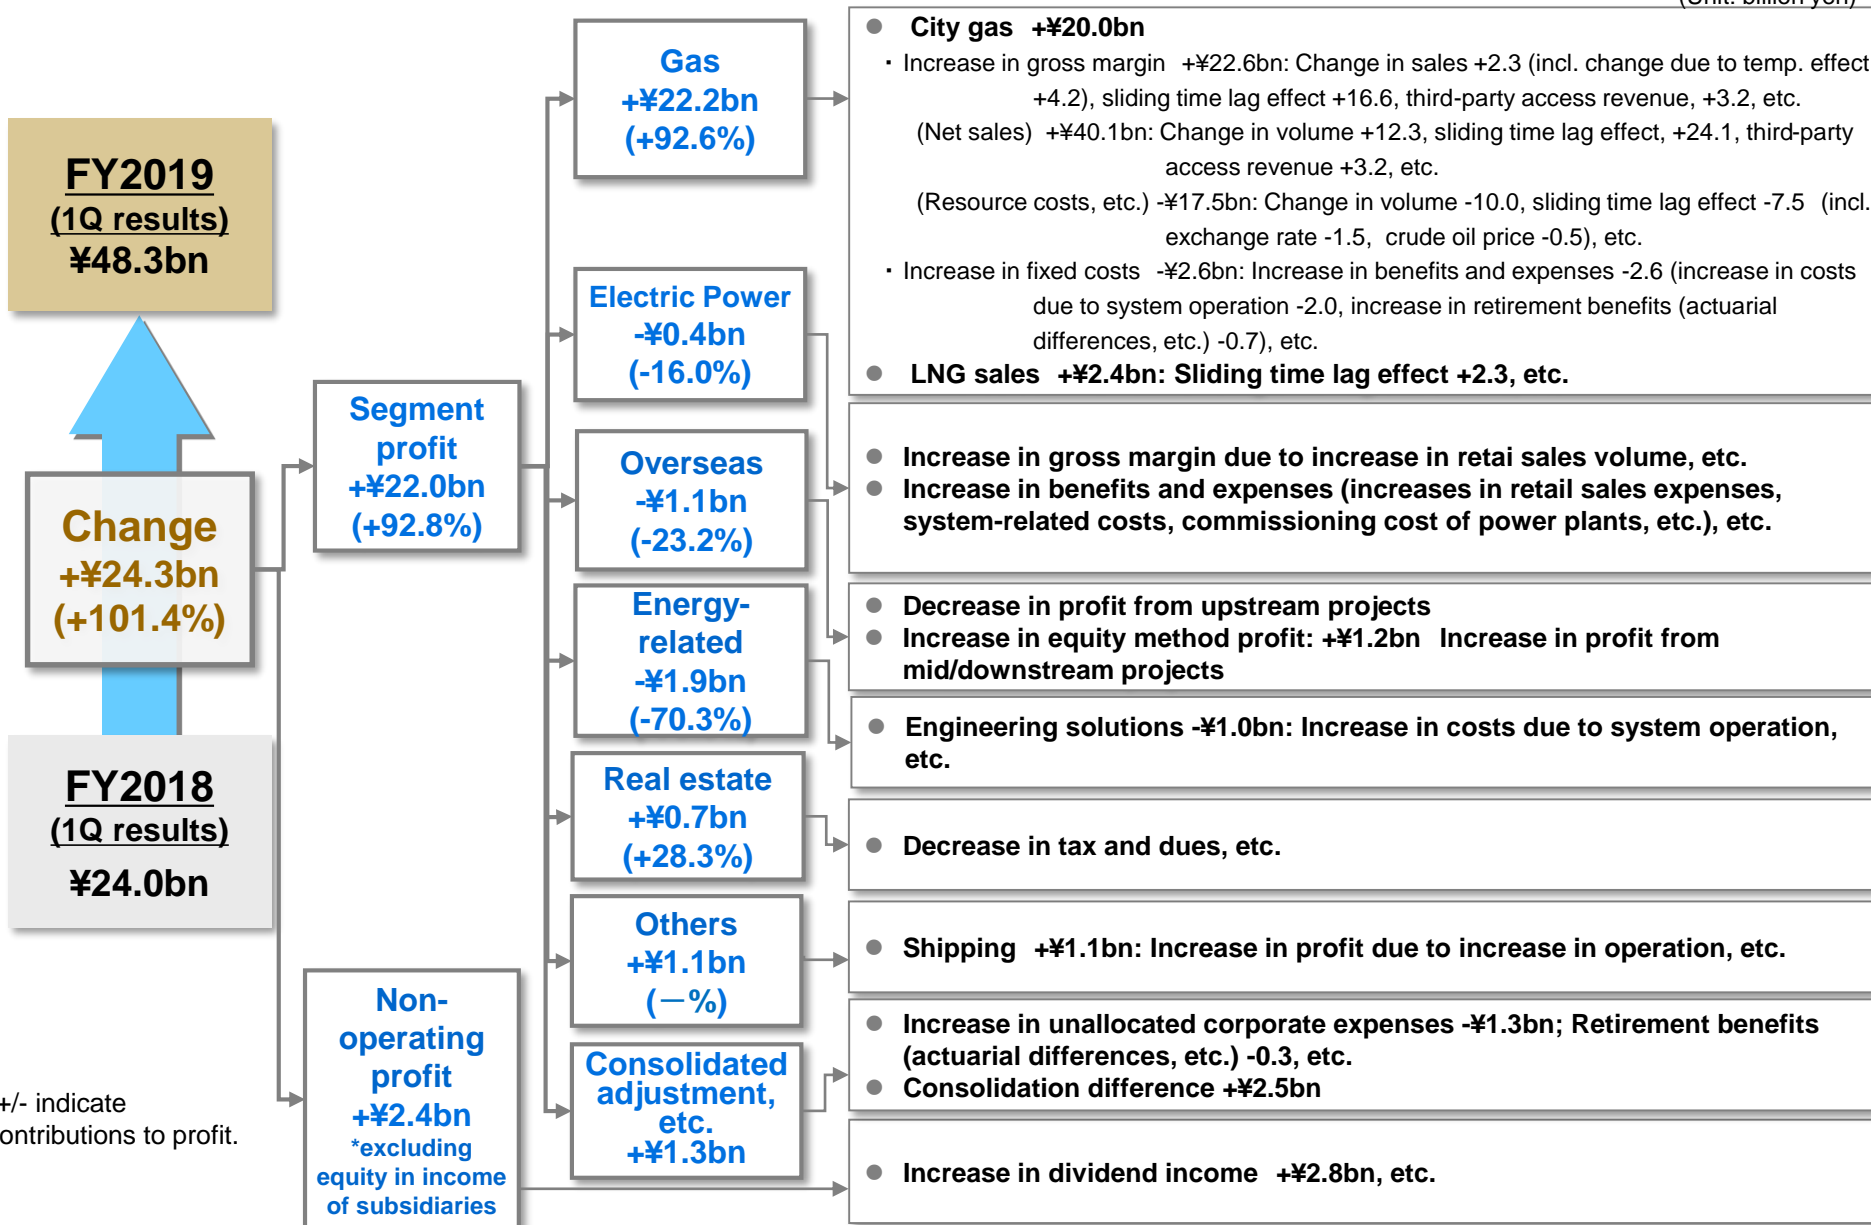 (Unit: billion yen)
FY2019
(1Q results)
¥48.3bn
Change
+¥24.3bn
(+101.4%)
FY2018
(1Q results)
¥24.0bn
+/- indicate
ontributions to profit.
Segment
profit
+¥22.0bn
(+92.8%)
Non-
operating
profit
+¥2.4bn
*excluding
equity in income
of subsidiaries
Gas
+¥22.2bn
(+92.6%)
Electric Power
-¥0.4bn
(-16.0%)
Overseas
-¥1.1bn
(-23.2%)
Energy-
related
-¥1.9bn
(-70.3%)
Real estate
+¥0.7bn
(+28.3%)
Others
+¥1.1bn
(－%)
Consolidated
adjustment,
etc.
+¥1.3bn
● City gas +¥20.0bn
・Increase in gross margin +¥22.6bn: Change in sales +2.3 (incl. change due to temp. effect
+4.2), sliding time lag effect +16.6, third-party access revenue, +3.2, etc.
(Net sales) +¥40.1bn: Change in volume +12.3, sliding time lag effect, +24.1, third-party
access revenue +3.2, etc.
(Resource costs, etc.) -¥17.5bn: Change in volume -10.0, sliding time lag effect -7.5 (incl.
exchange rate -1.5, crude oil price -0.5), etc.
・Increase in fixed costs -¥2.6bn: Increase in benefits and expenses -2.6 (increase in costs
due to system operation -2.0, increase in retirement benefits (actuarial
differences, etc.) -0.7), etc.
● LNG sales +¥2.4bn: Sliding time lag effect +2.3, etc.
● Increase in gross margin due to increase in retai sales volume, etc.
● Increase in benefits and expenses (increases in retail sales expenses,
system-related costs, commissioning cost of power plants, etc.), etc.
● Decrease in profit from upstream projects
● Increase in equity method profit: +¥1.2bn Increase in profit from
mid/downstream projects
● Engineering solutions -¥1.0bn: Increase in costs due to system operation,
etc.
● Decrease in tax and dues, etc.
● Shipping +¥1.1bn: Increase in profit due to increase in operation, etc.
● Increase in unallocated corporate expenses -¥1.3bn; Retirement benefits
(actuarial differences, etc.) -0.3, etc.
● Consolidation difference +¥2.5bn
● Increase in dividend income +¥2.8bn, etc.